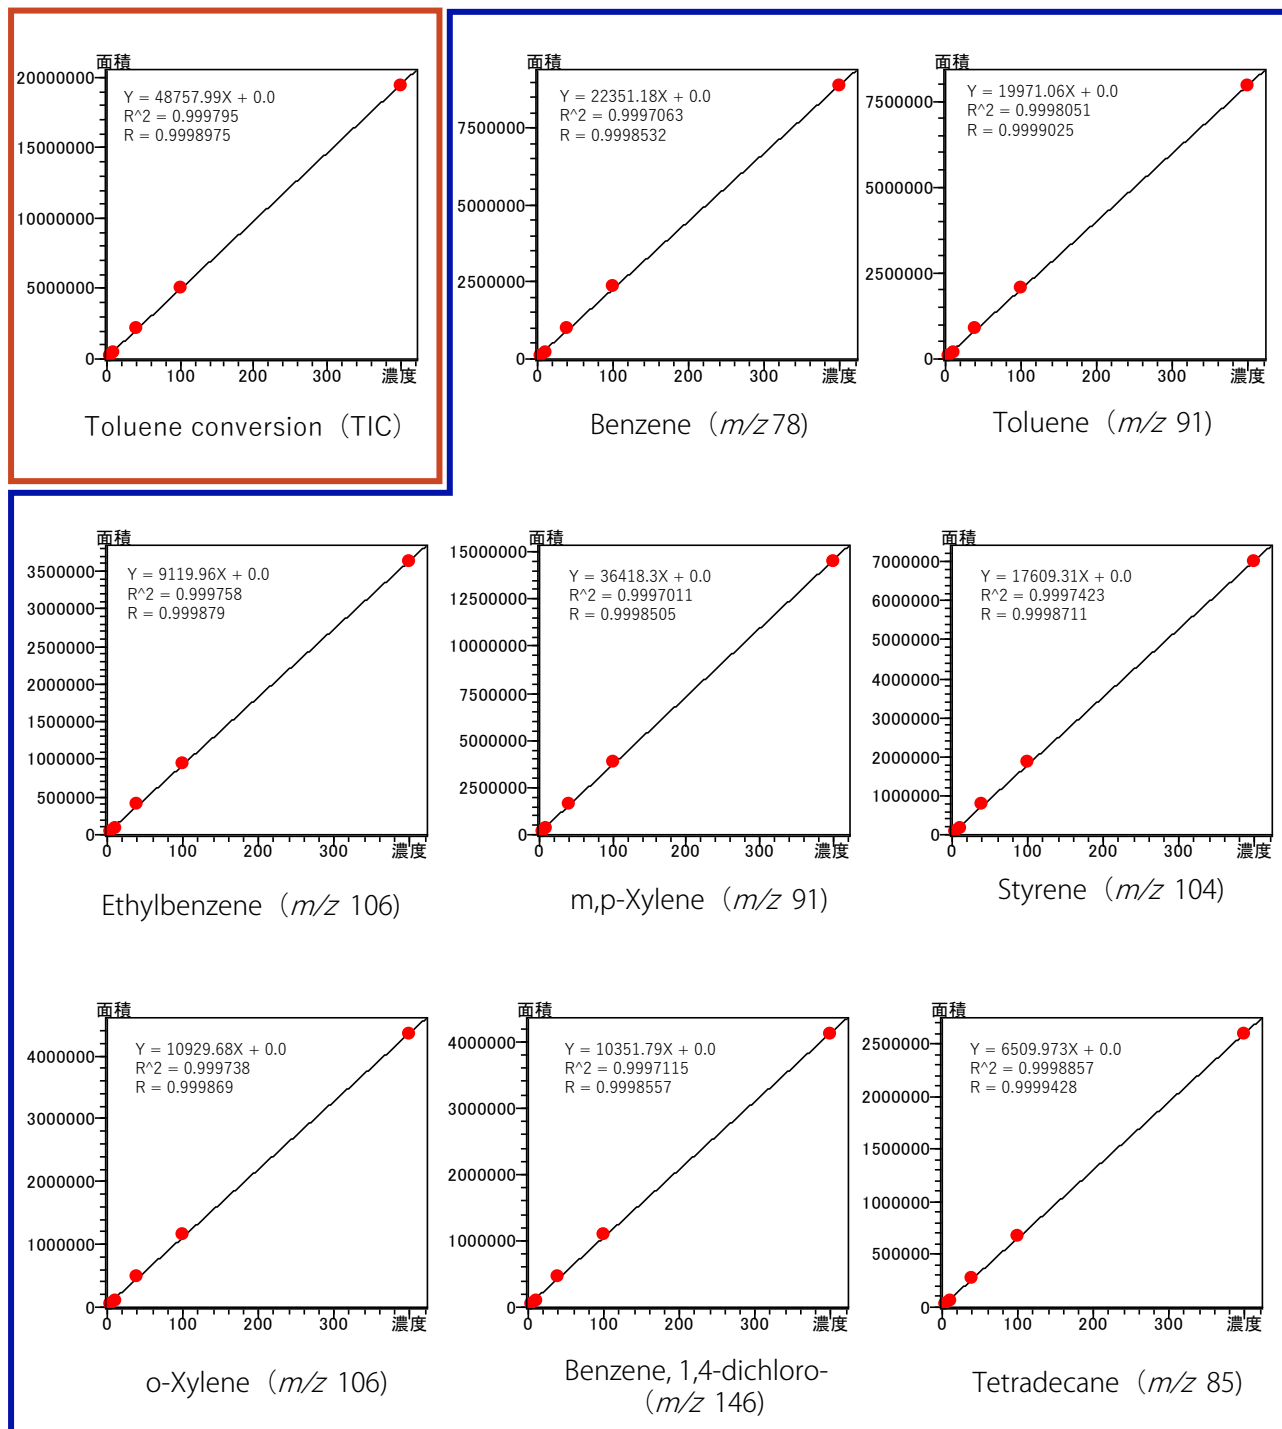 面積
20000000
15000000
10000000
5000000
0
Y = 48757.99X + 0.0
R^2 = 0.999795
R = 0.9998975
0 100 200 300 濃度
Toluene conversion（TIC）
面積
7500000
5000000
2500000
0
Y = 22351.18X + 0.0
R^2 = 0.9997063
R = 0.9998532
0 100 200 300 濃度
Benzene（m/z 78)
面積
7500000
5000000
2500000
0
Y = 19971.06X + 0.0
R^2 = 0.9998051
R = 0.9999025
0 100 200 300 濃度
Toluene（m/z 91)
面積
3500000
3000000
2500000
2000000
1500000
1000000
500000
0
Y = 9119.96X + 0.0
R^2 = 0.999758
R = 0.999879
0 100 200 300 濃度
Ethylbenzene（m/z 106)
面積
15000000
12500000
10000000
7500000
5000000
2500000
0
Y = 36418.3X + 0.0
R^2 = 0.9997011
R = 0.9998505
0 100 200 300 濃度
m,p-Xylene（m/z 91)
面積
7000000
6000000
5000000
4000000
3000000
2000000
1000000
0
Y = 17609.31X + 0.0
R^2 = 0.9997423
R = 0.9998711
0 100 200 300 濃度
Styrene（m/z 104)
面積
4000000
3000000
2000000
1000000
0
Y = 10929.68X + 0.0
R^2 = 0.999738
R = 0.999869
0 100 200 300 濃度
o-Xylene（m/z 106)
面積
4000000
3000000
2000000
1000000
0
Y = 10351.79X + 0.0
R^2 = 0.9997115
R = 0.9998557
0 100 200 300 濃度
Benzene, 1,4-dichloro-
（m/z 146)
面積
2500000
2000000
1500000
1000000
500000
0
Y = 6509.973X + 0.0
R^2 = 0.9998857
R = 0.9999428
0 100 200 300 濃度
Tetradecane（m/z 85)